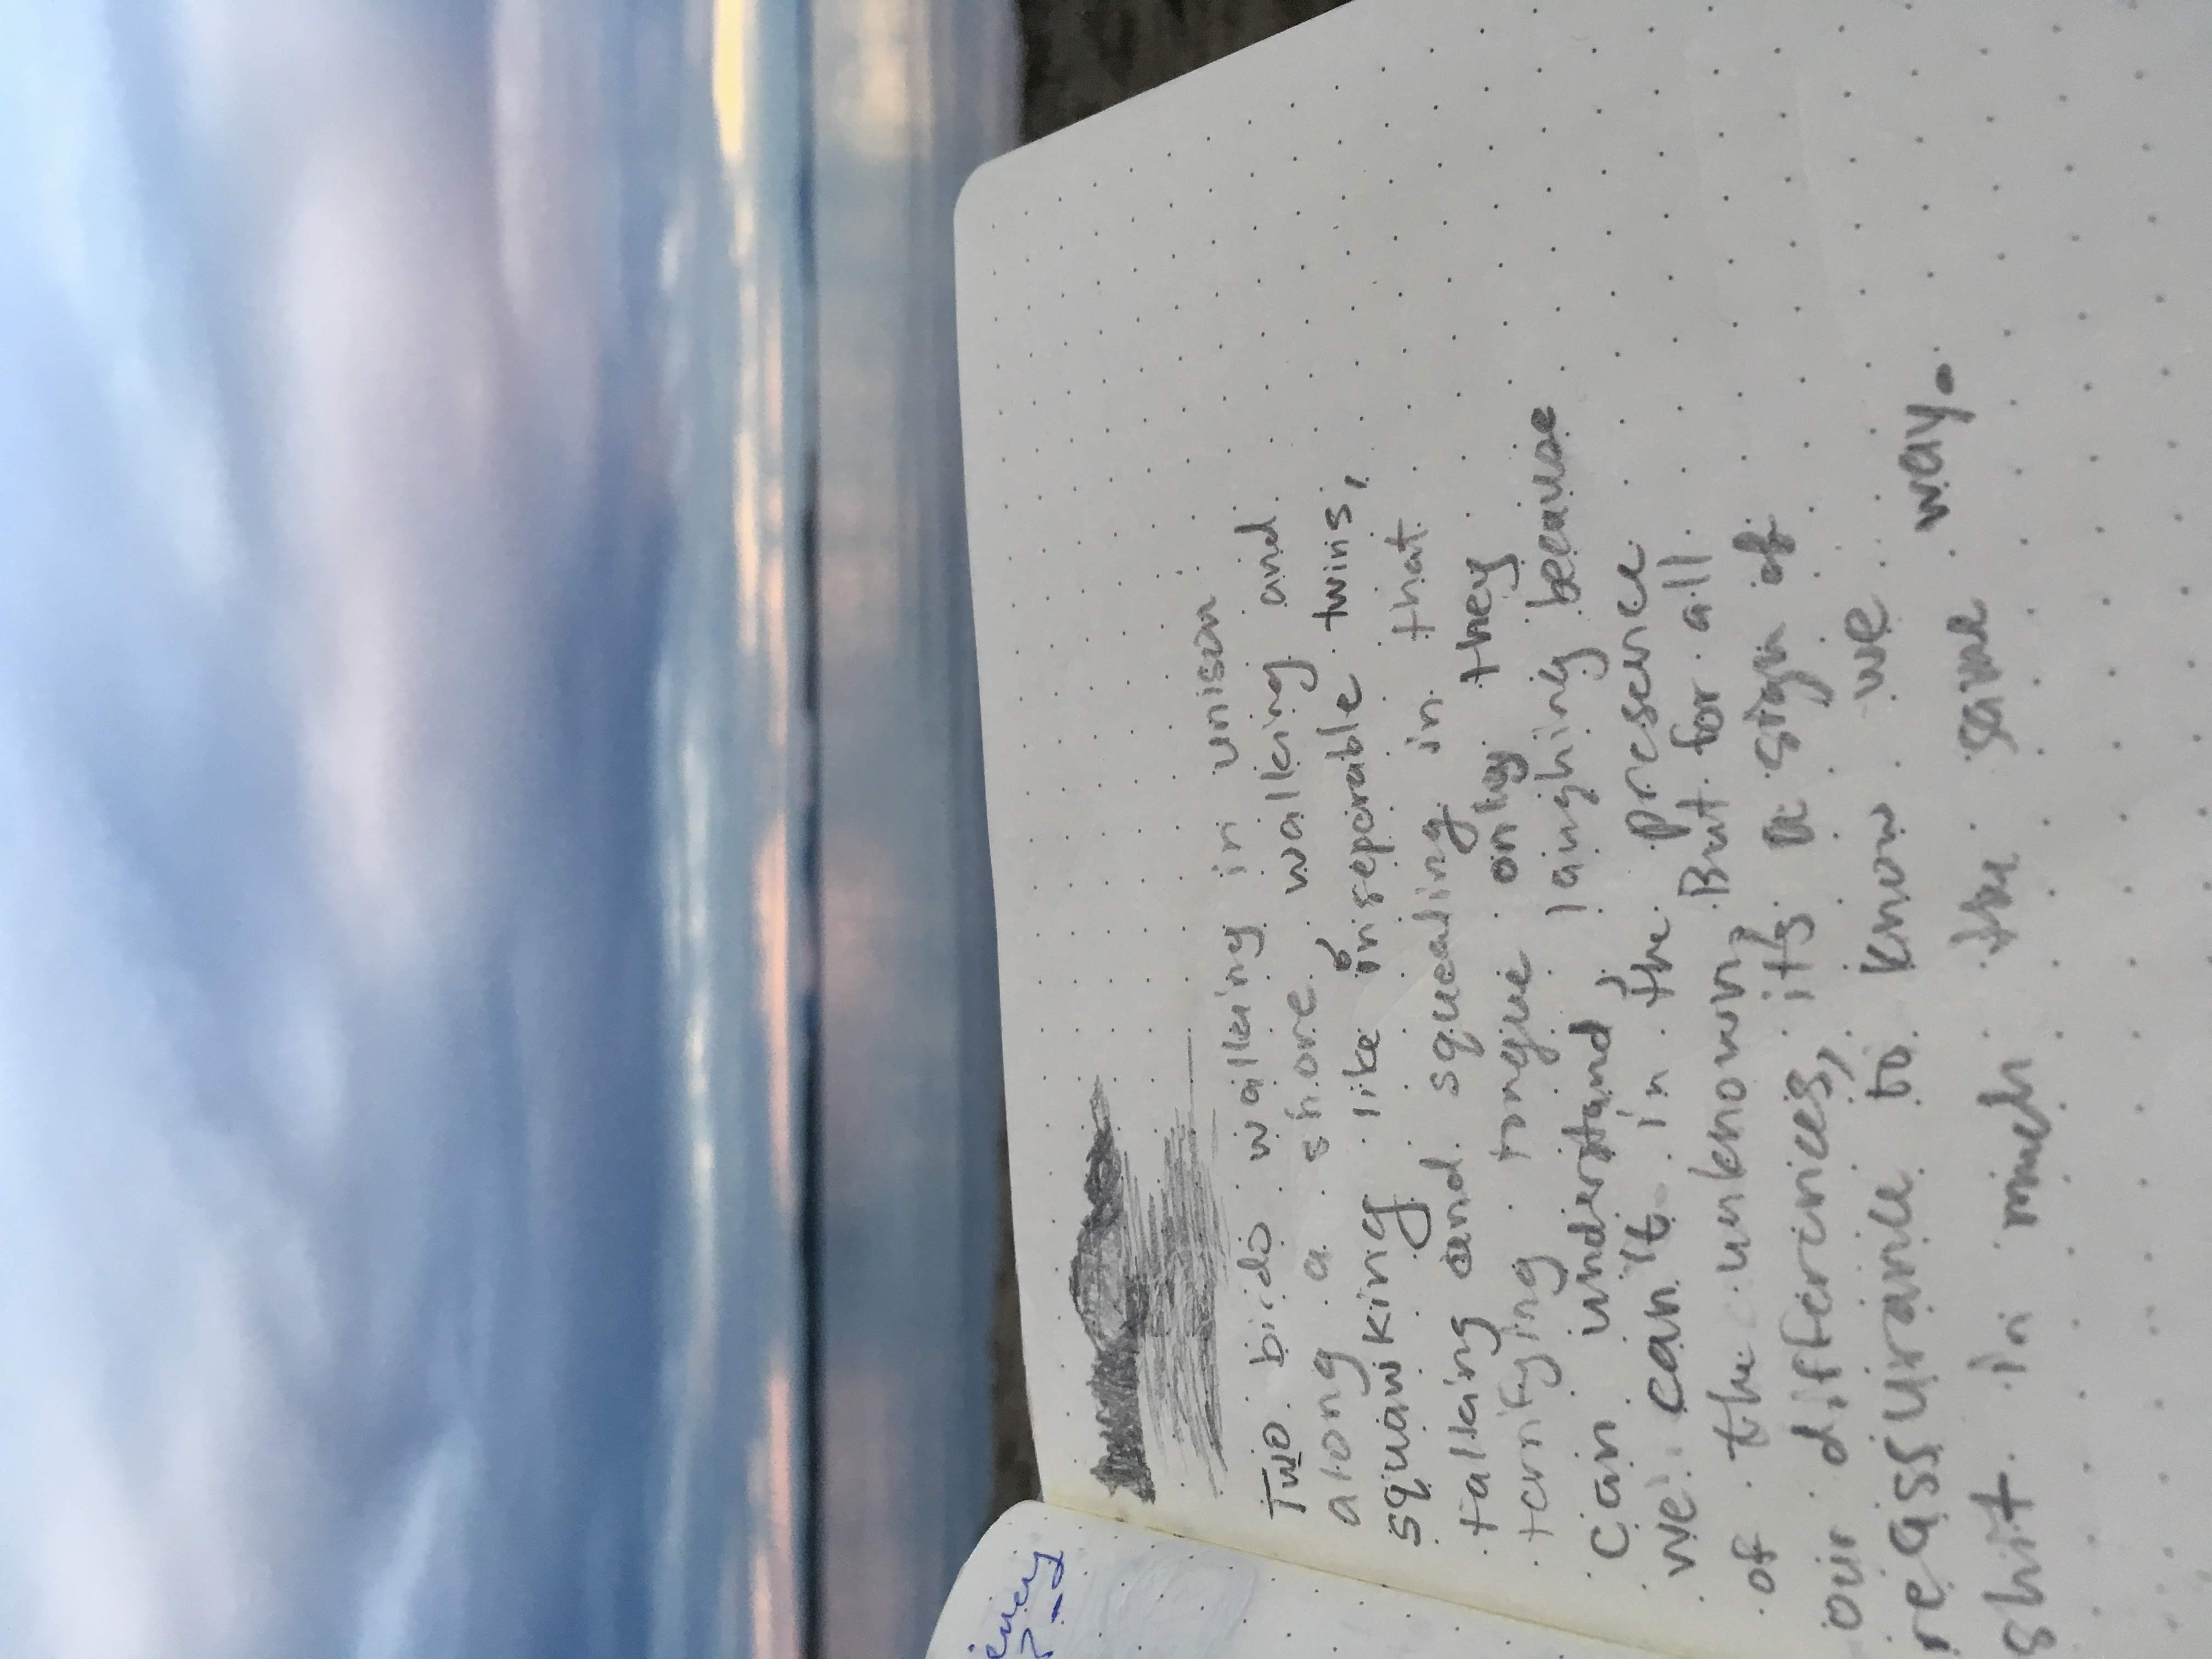 Two birds walking in unison
along a shore, walking and
squawking like inseparable twins,
talking and squealing in that
terrifying tongue only they
can understand, laughing because
we can't in the presence
of the unknown, But for all
our differences, it's a sign of
reassurance to know we
shit in much the same way.